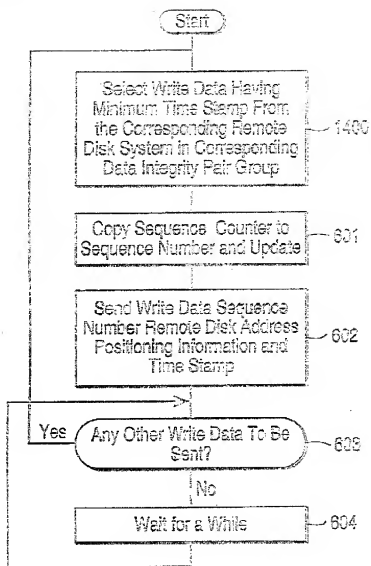 Start
Select Write Data Having
Minimum Time Stamp From
the Corresponding Remote
Disk System in Corresponding
Data Integrity Pair Group
1400
Copy Sequence Counter to
Sequence Number and Update
601
Send Write Data Sequence
Number Remote Disk Address
Positioning Information and
Time Stamp
602
Yes
Any Other Write Data To Be
Sent?
603
No
Wait for a While
604